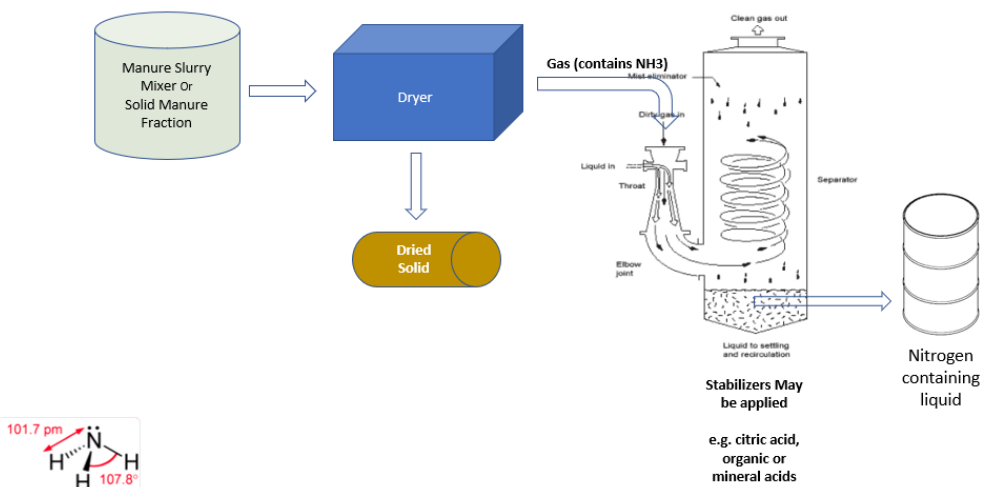 Manure Slurry
Mixer Or
Solid Manure
Fraction
Dryer
Dried
Solid
Gas (contains NH3)
Clean gas out
Mist eliminator
Dirty gas in
Liquid in
Throat
Separator
Elbow
joint
Liquid to settling
and recirculation
Stabilizers May
be applied
e.g. citric acid,
organic or
mineral acids
Nitrogen
containing
liquid
101.7 pm
N
H
H
H
107.8°